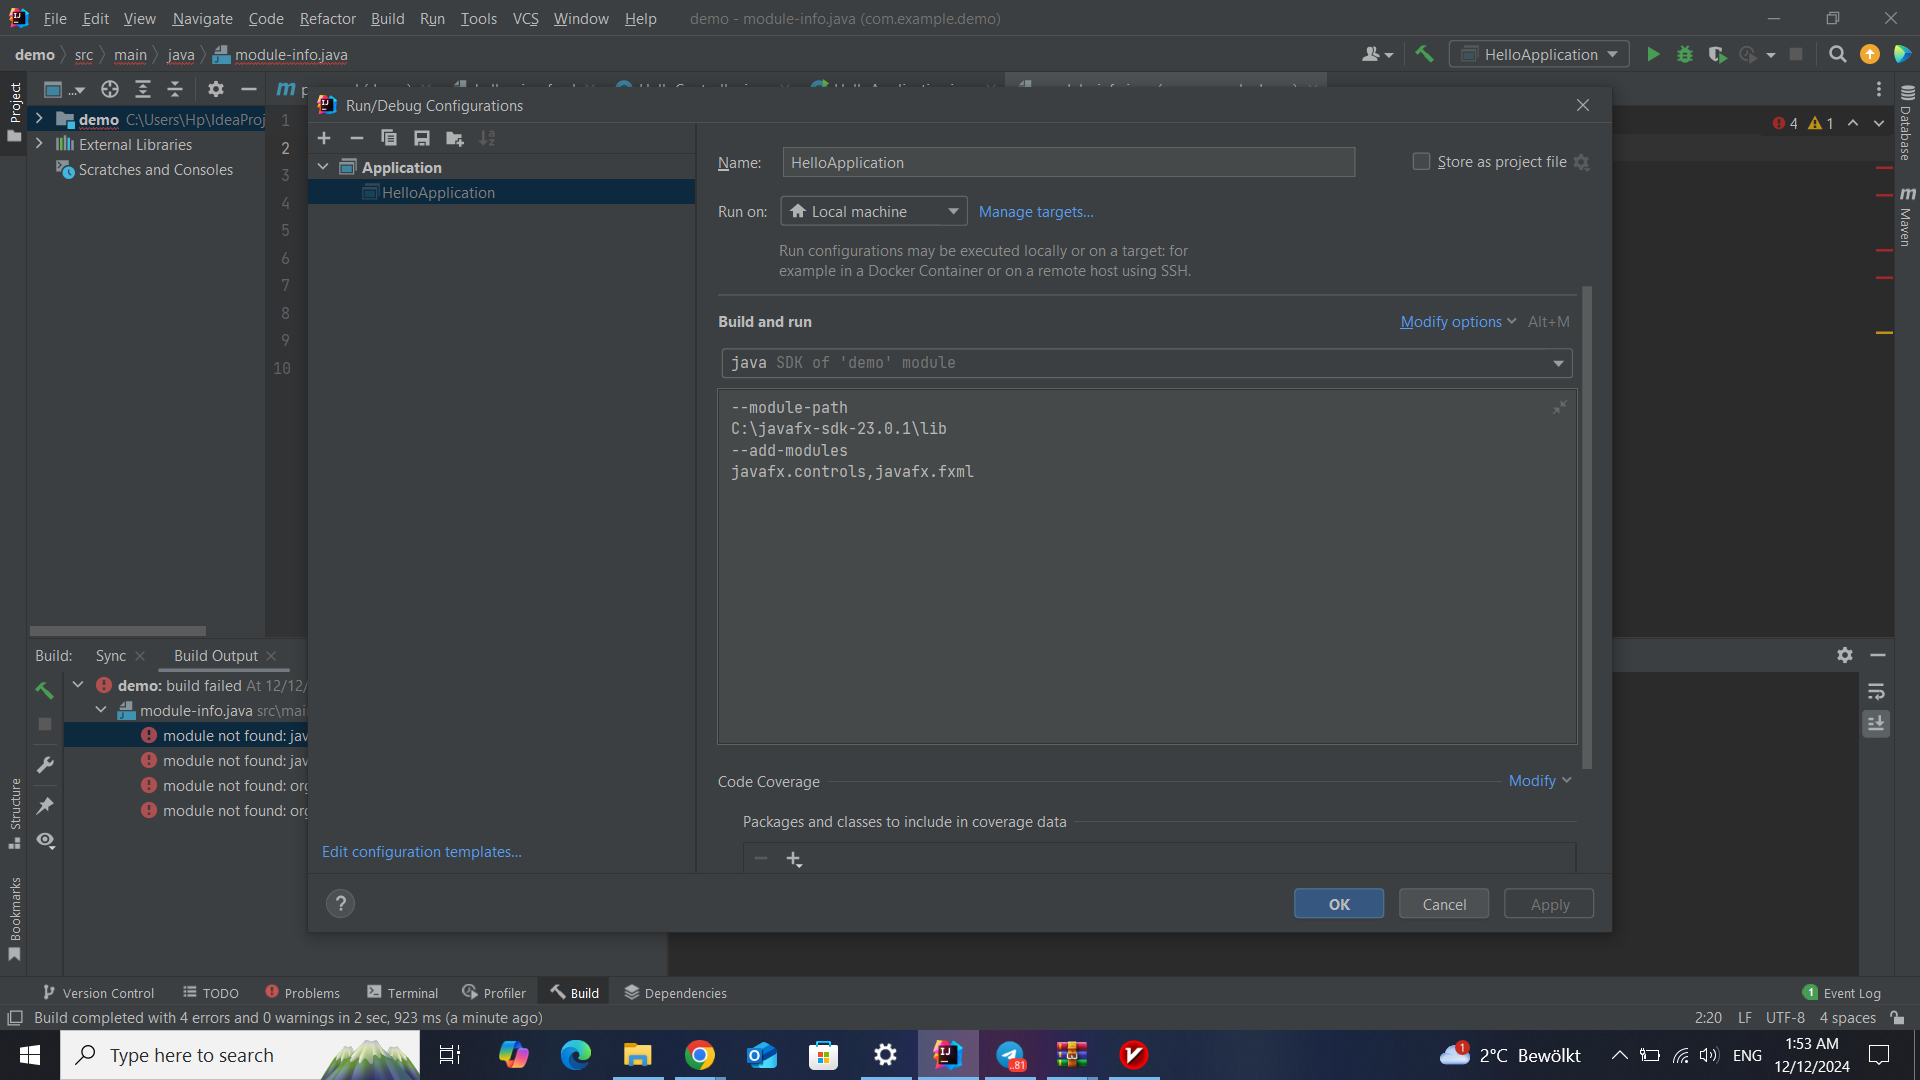 File Edit View Navigate Code Refactor Build Run Tools VCS Window Help demo - module-info.java (com.example.demo)
demo src main java module-info.java HelloApplication
Project
demo C:\Users\Hp\IdeaProj
External Libraries
Scratches and Consoles
1
2
3
4
5
6
7
8
9
10
4 1
Database
Maven
Run/Debug Configurations
Application
HelloApplication
Edit configuration templates...
Name: HelloApplication
Store as project file
Run on: Local machine Manage targets...
Run configurations may be executed locally or on a target: for
example in a Docker Container or on a remote host using SSH.
Build and run
Modify options Alt+M
java SDK of 'demo' module
--module-path
C:\javafx-sdk-23.0.1\lib
--add-modules
javafx.controls,javafx.fxml
Code Coverage
Modify
Packages and classes to include in coverage data
OK Cancel Apply
Build: Sync Build Output
demo: build failed At 12/12/
module-info.java src\mai
module not found: jav
module not found: jav
module not found: org
module not found: org
Structure
Bookmarks
Version Control TODO Problems Terminal Profiler Build Dependencies
1 Event Log
Build completed with 4 errors and 0 warnings in 2 sec, 923 ms (a minute ago)
2:20 LF UTF-8 4 spaces
Type here to search
81
1
2°C Bewölkt
ENG
1:53 AM
12/12/2024